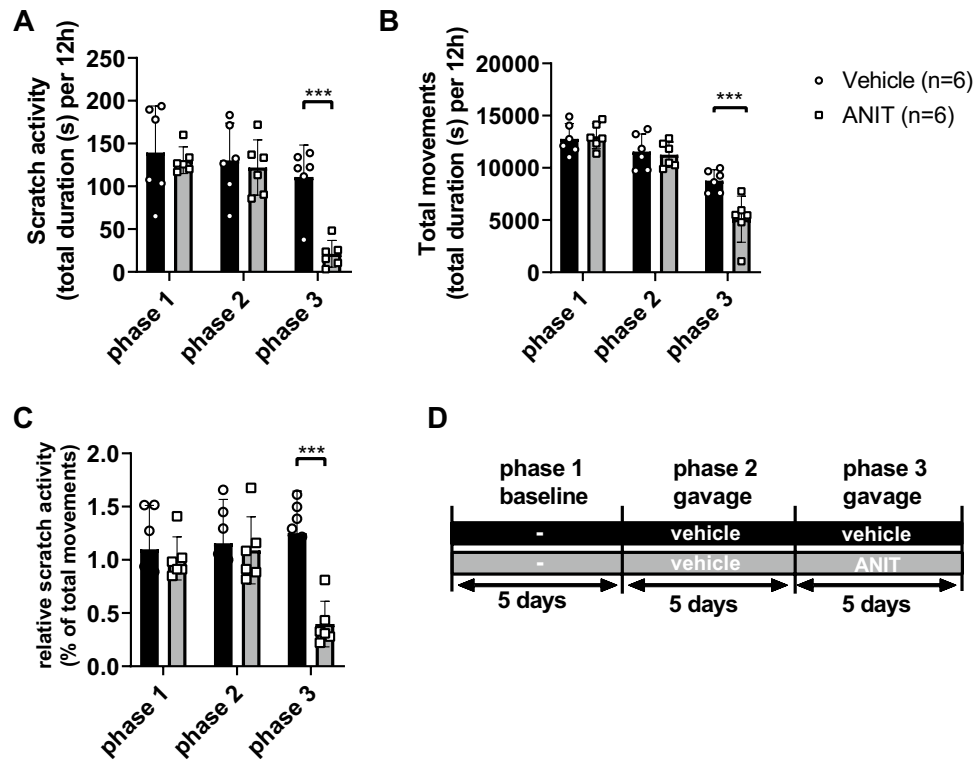 A
Scratch activity
(total duration (s) per 12h)
250
200
150
100
50
0
***
phase 1
phase 2
phase 3
B
Total movements
(total duration (s) per 12h)
20000
15000
10000
5000
0
***
phase 1
phase 2
phase 3
Vehicle (n=6)
ANIT (n=6)
C
relative scratch activity
(% of total movements)
2.0
1.5
1.0
0.5
0.0
***
phase 1
phase 2
phase 3
D
phase 1 phase 2 phase 3
baseline gavage gavage
- vehicle vehicle
- vehicle ANIT
5 days 5 days 5 days